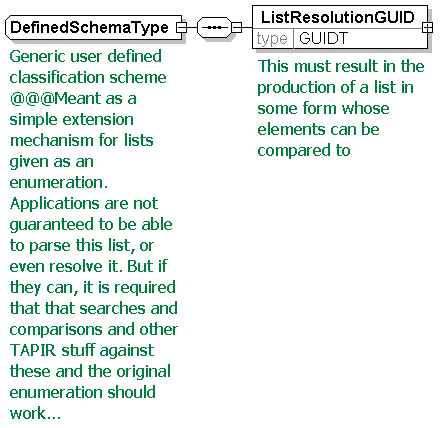 DefinedSchemaType
ListResolutionGUID
type GUIDT
Generic user defined
classification scheme
@@@Meant as a
simple extension
mechanism for lists
given as an
enumeration.
Applications are not
guaranteed to be able
to parse this list, or
even resolve it. But if
they can, it is required
that that searches and
comparisons and other
TAPIR stuff against
these and the original
enumeration should
work...
This must result in the
production of a list in
some form whose
elements can be
compared to